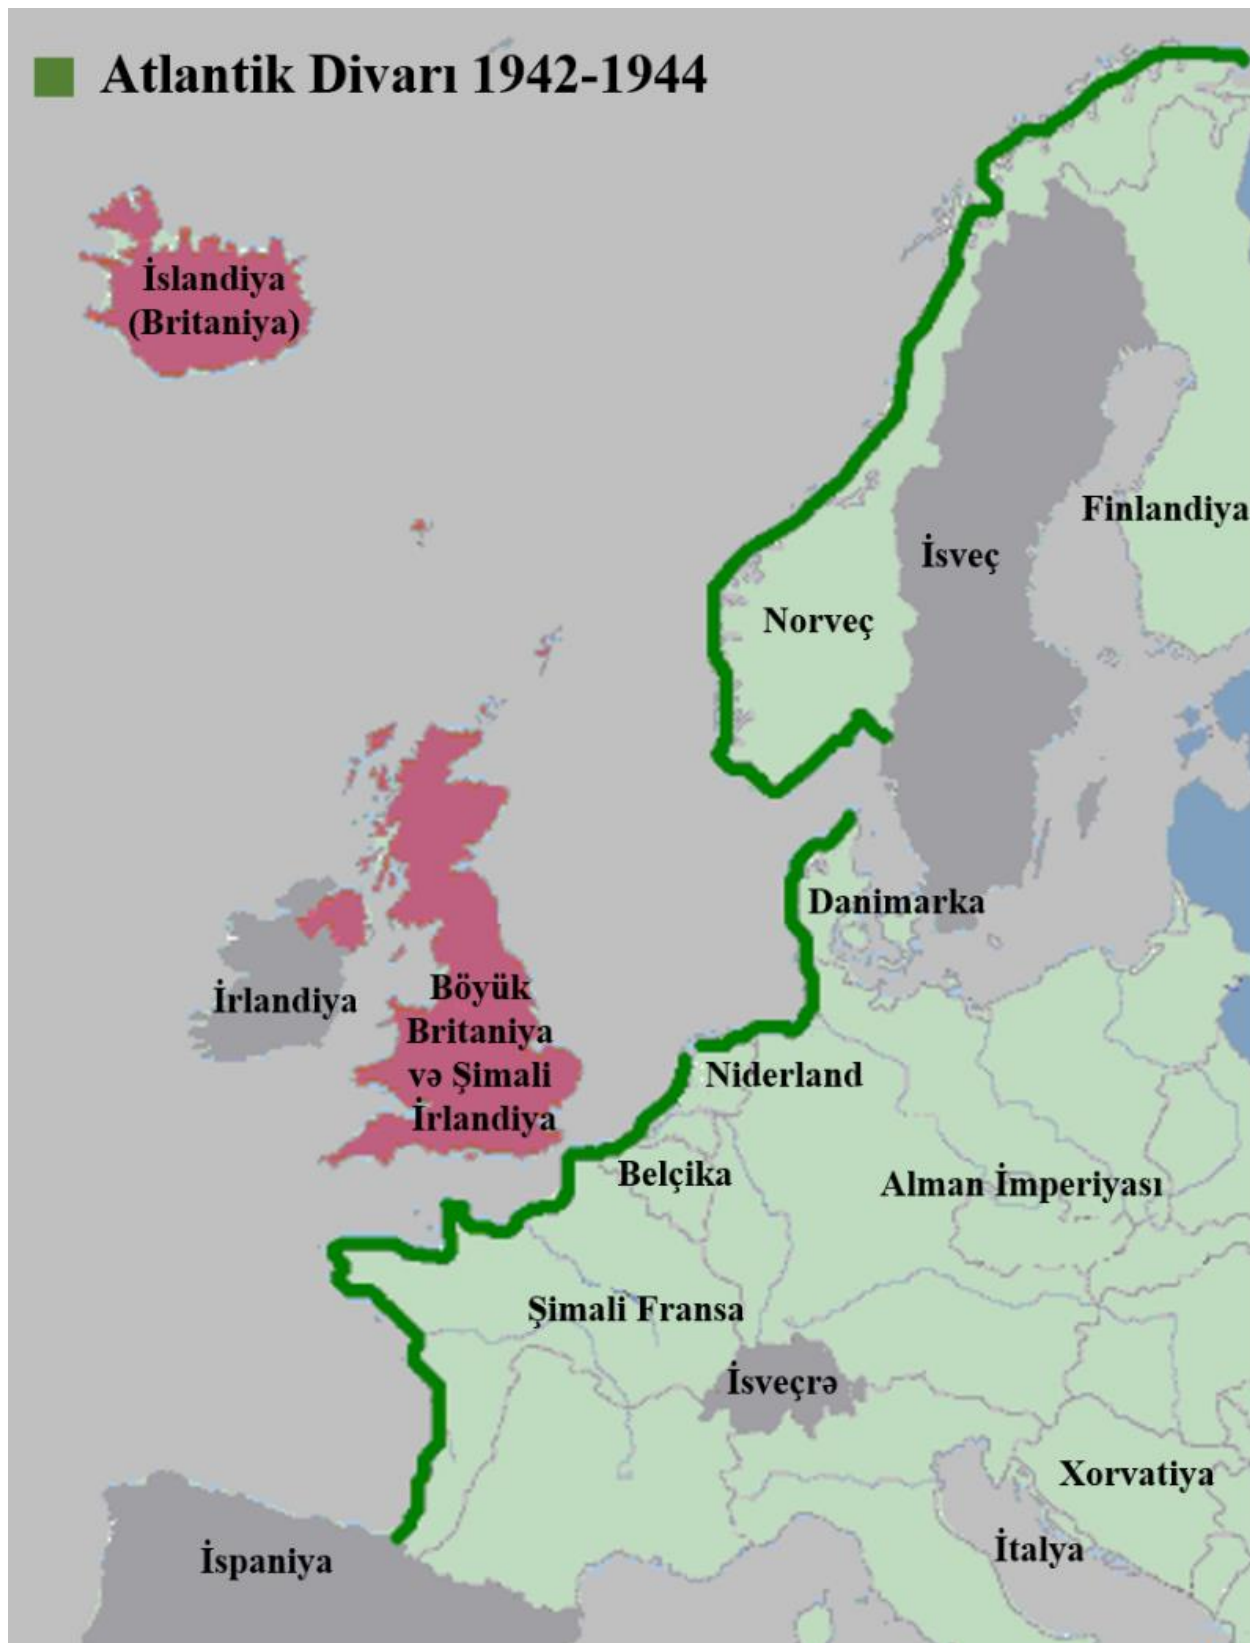 Atlantik Divarı 1942-1944
İslandiya
(Britaniya)
Finlandiya
İsveç
Norveç
Danimarka
İrlandiya
Böyük
Britaniya
və Şimali
İrlandiya
Niderland
Belçika
Alman İmperiyası
Şimali Fransa
İsveçrə
Xorvatiya
İtalya
İspaniya